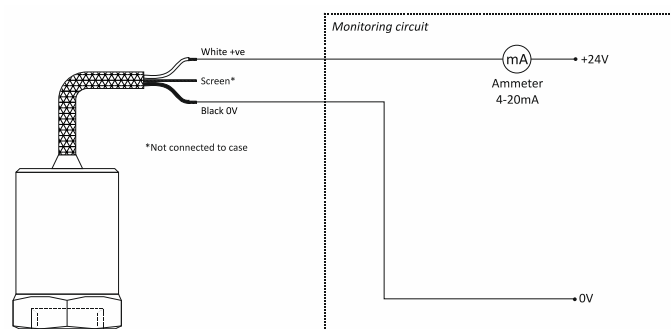 Monitoring circuit
White +ve
mA
+24V
Ammeter
4-20mA
Screen*
Black 0V
*Not connected to case
0V